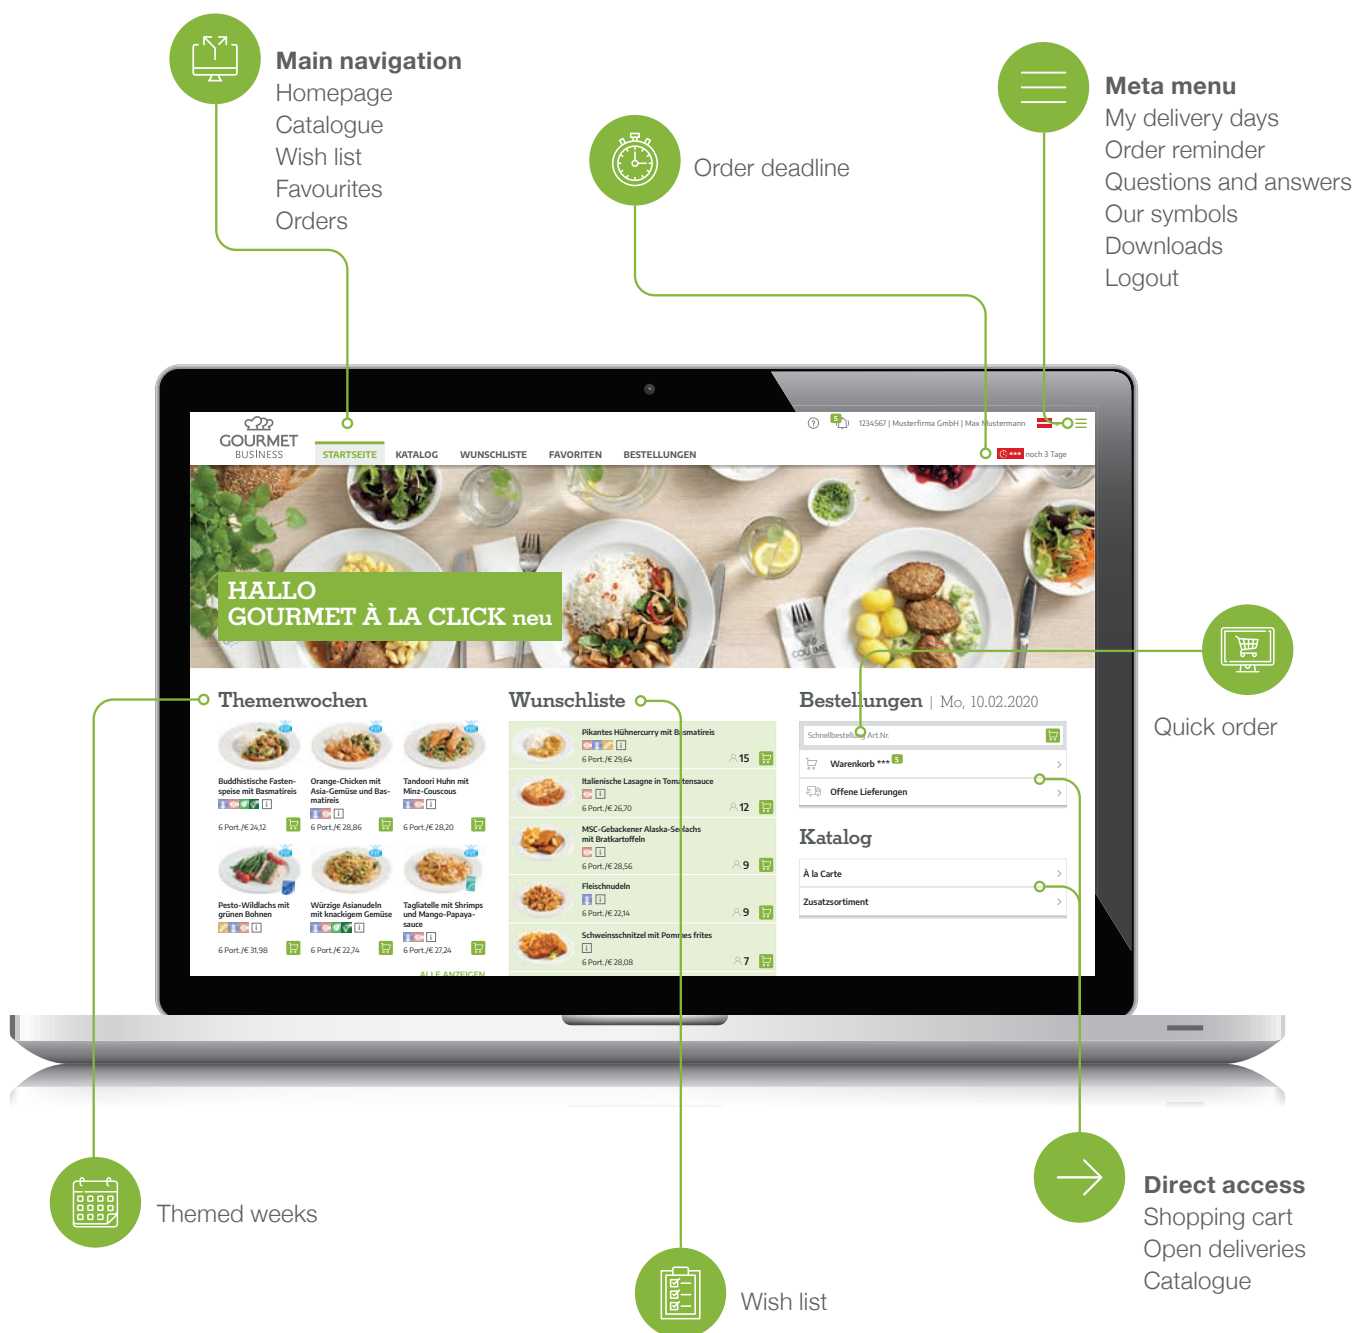 Main navigation
Homepage
Catalogue
Wish list
Favourites
Orders
Order deadline
Meta menu
My delivery days
Order reminder
Questions and answers
Our symbols
Downloads
Logout
GOURMET
BUSINESS
5
1234567 | Musterfirma GmbH | Max Mustermann
STARTSEITE KATALOG WUNSCHLISTE FAVORITEN BESTELLUNGEN
*** noch 3 Tage
HALLO
GOURMET À LA CLICK neu
Quick order
Themenwochen
Buddhistische Fasten-
speise mit Basmatireis
6 Port./€ 24,12
Orange-Chicken mit
Asia-Gemüse und Bas-
matireis
6 Port./€ 28,86
Tandoori Huhn mit
Minz-Couscous
6 Port./€ 28,20
Pesto-Wildlachs mit
grünen Bohnen
6 Port./€ 31,98
Würzige Asianudeln
mit knackigem Gemüse
6 Port./€ 22,74
Tagliatelle mit Shrimps
und Mango-Papaya-
sauce
6 Port./€ 27,24
ALLE ANZEIGEN
Wunschliste
Pikantes Hühnercurry mit Basmatireis
6 Port./€ 29,64
15
Italienische Lasagne in Tomatensauce
6 Port./€ 26,70
12
MSC-Gebackener Alaska-Seelachs
mit Bratkartoffeln
6 Port./€ 28,56
9
Fleischnudeln
6 Port./€ 22,14
9
Schweinsschnitzel mit Pommes frites
6 Port./€ 28,08
7
Bestellungen | Mo, 10.02.2020
Schnellbestellung Art.Nr.
Warenkorb *** 5
Offene Lieferungen
Katalog
À la Carte
Zusatzsortiment
Themed weeks
Wish list
Direct access
Shopping cart
Open deliveries
Catalogue